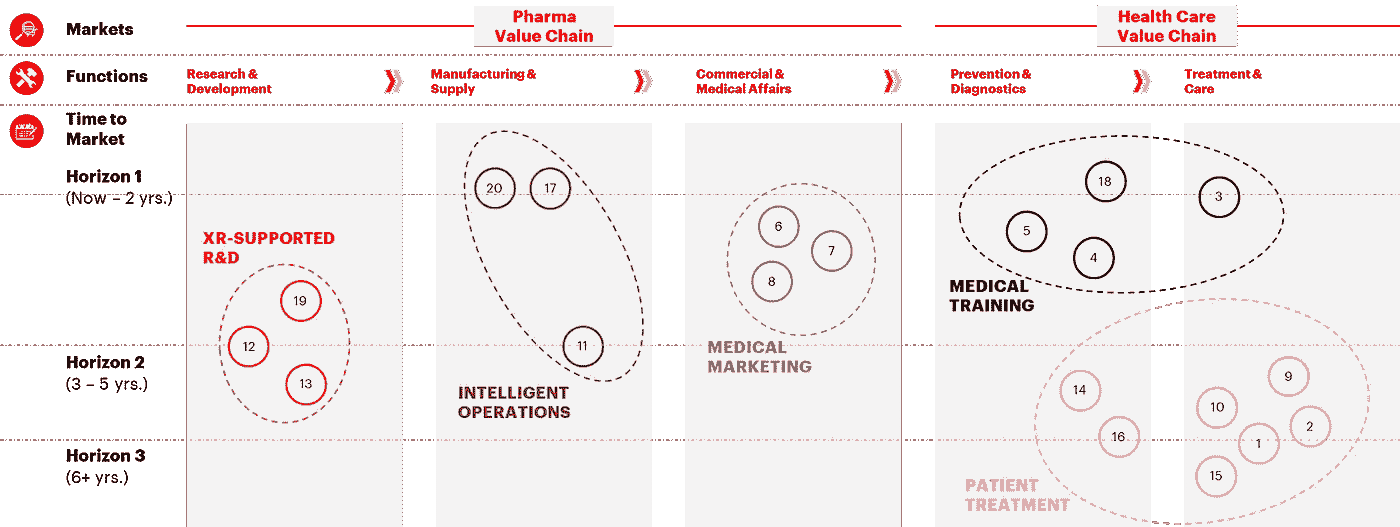 Markets
Pharma
Value Chain
Health Care
Value Chain
Functions
Research &
Development
Manufacturing &
Supply
Commercial &
Medical Affairs
Prevention &
Diagnostics
Treatment &
Care
Time to
Market
Horizon 1
(Now – 2 yrs.)
20
17
18
3
6
7
8
5
4
XR-SUPPORTED
R&D
MEDICAL
TRAINING
19
12
13
11
Horizon 2
(3 – 5 yrs.)
MEDICAL
MARKETING
INTELLIGENT
OPERATIONS
14
16
9
10
2
1
15
Horizon 3
(6+ yrs.)
PATIENT
TREATMENT